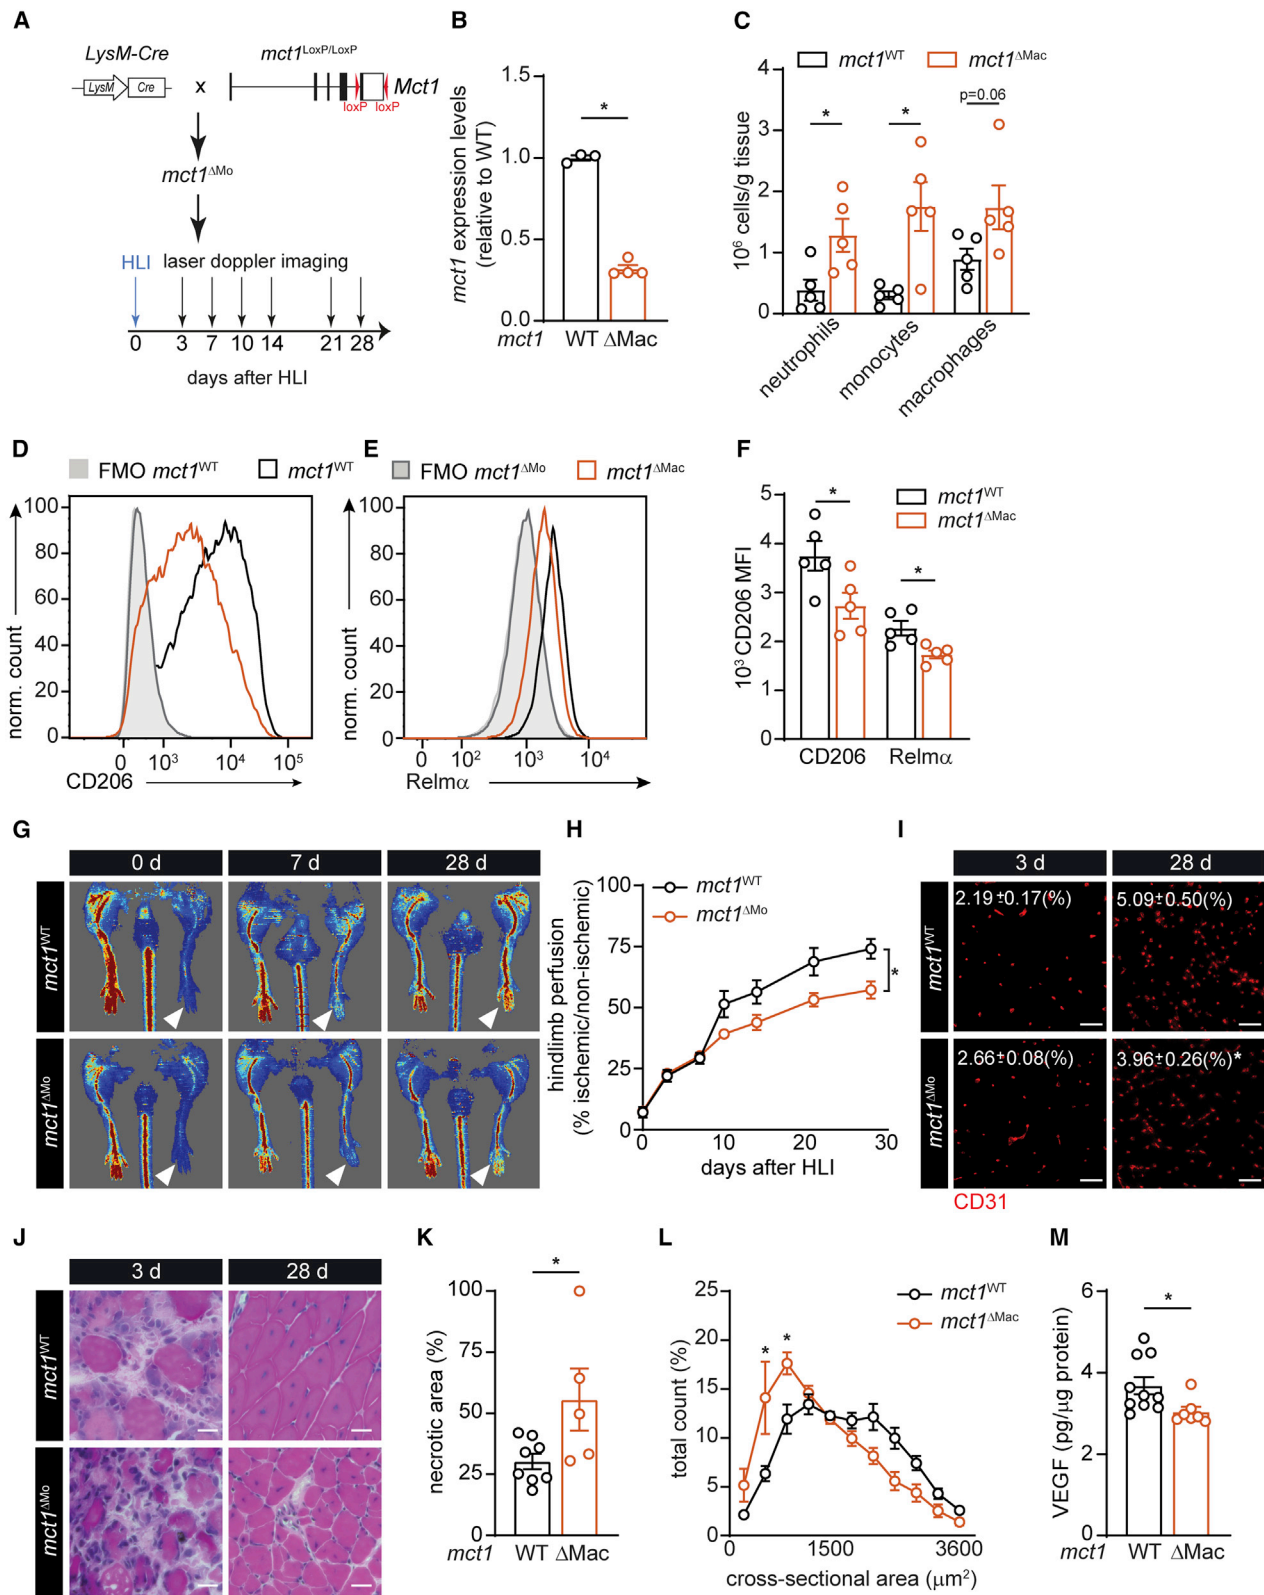 A
LysM-Cre
mct1LoxP/LoxP
LysM
Cre
x
Mct1
loxP
loxP
mct1ΔMo
HLI
laser doppler imaging
0 3 7 10 14 21 28
days after HLI
B
mct1 expression levels
(relative to WT)
1.5
1.0
0.5
0.0
*
mct1 WT ΔMac
C
mct1WT
mct1ΔMac
10⁶ cells/g tissue
4
3
2
1
0
*
*
p=0.06
neutrophils
monocytes
macrophages
D
FMO mct1WT
mct1WT
norm. count
100
80
60
40
20
0
0 10³ 10⁴ 10⁵
CD206
E
FMO mct1ΔMo
mct1ΔMac
norm. count
100
80
60
40
20
0
0 10² 10³ 10⁴
Relmα
F
mct1WT
mct1ΔMac
10³ CD206 MFI
5
4
3
2
1
0
*
*
CD206
Relmα
G
0 d
7 d
28 d
mct1WT
mct1ΔMo
H
mct1WT
mct1ΔMo
hindlimb perfusion
(% ischemic/non-ischemic)
100
75
50
25
0
*
0 10 20 30
days after HLI
I
3 d
28 d
mct1WT
2.19±0.17(%)
5.09±0.50(%)
mct1ΔMo
2.66±0.08(%)
3.96±0.26(%)*
CD31
J
3 d
28 d
mct1WT
mct1ΔMo
K
necrotic area (%)
100
75
50
25
0
*
mct1 WT ΔMac
L
mct1WT
mct1ΔMac
total count (%)
25
20
15
10
5
0
*
*
0 1500 3600
cross-sectional area (μm²)
M
VEGF (pg/μg protein)
6
4
2
0
*
mct1 WT ΔMac